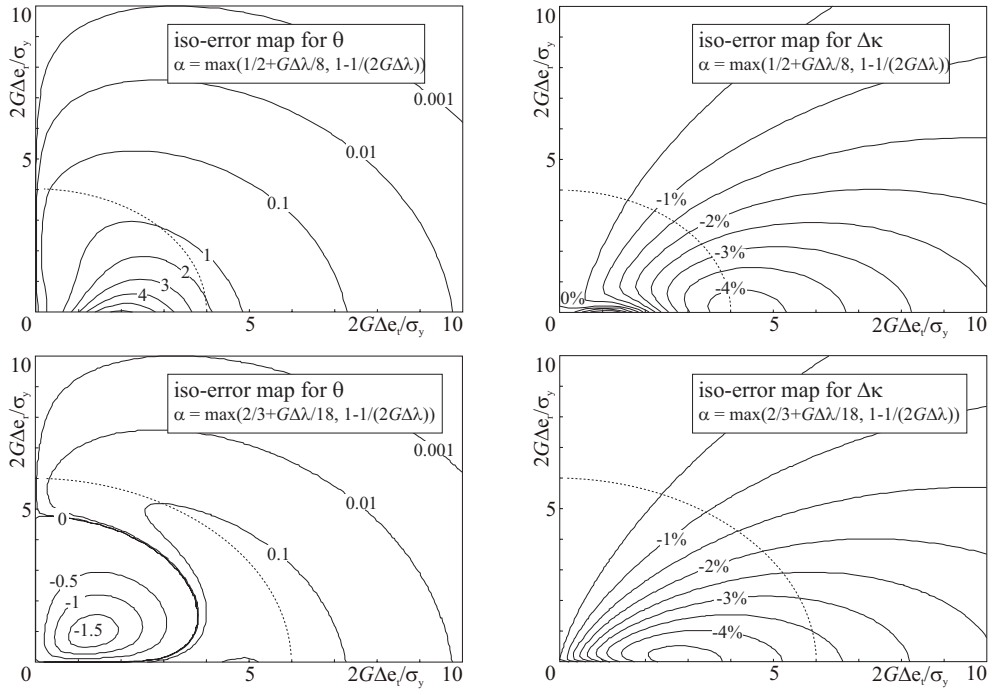 10
iso-error map for θ
α = max(1/2+GΔλ/8, 1-1/(2GΔλ))
2GΔe_r/σ_y
0.001
0.01
5
0.1
1
2
3
4
0
5
2GΔe_t/σ_y
10
10
iso-error map for Δκ
α = max(1/2+GΔλ/8, 1-1/(2GΔλ))
2GΔe_r/σ_y
5
-1%
-2%
-3%
-4%
0%
0
5
2GΔe_t/σ_y
10
10
iso-error map for θ
α = max(2/3+GΔλ/18, 1-1/(2GΔλ))
2GΔe_r/σ_y
0.001
0.01
5
0
0.1
-0.5
-1
-1.5
0
5
2GΔe_t/σ_y
10
10
iso-error map for Δκ
α = max(2/3+GΔλ/18, 1-1/(2GΔλ))
2GΔe_r/σ_y
5
-1%
-2%
-3%
-4%
0
5
2GΔe_t/σ_y
10